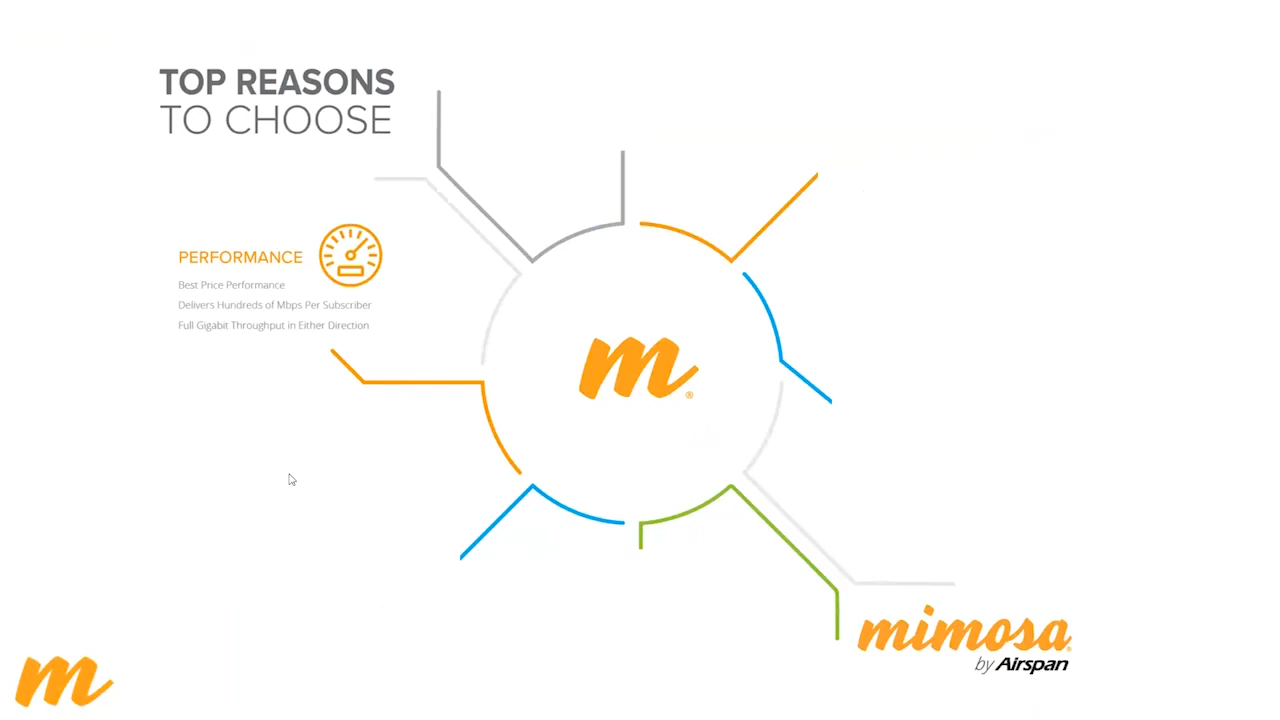 TOP REASONS
TO CHOOSE
PERFORMANCE
Best Price Performance
Delivers Hundreds of Mbps Per Subscriber
Full Gigabit Throughput in Either Direction
m®
mimosa®
by Airspan
m